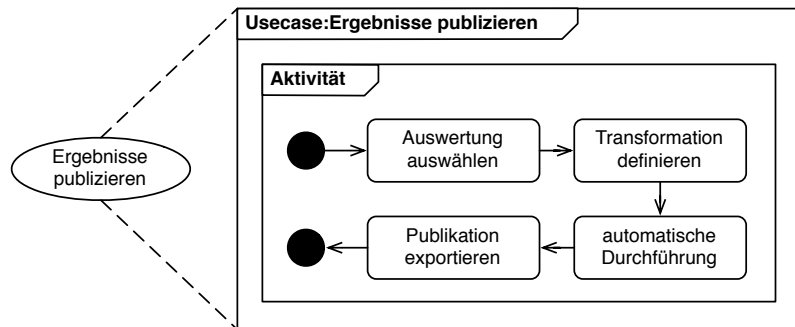 Usecase:Ergebnisse publizieren
Aktivität
Ergebnisse
publizieren
Auswertung
auswählen
Transformation
definieren
automatische
Durchführung
Publikation
exportieren